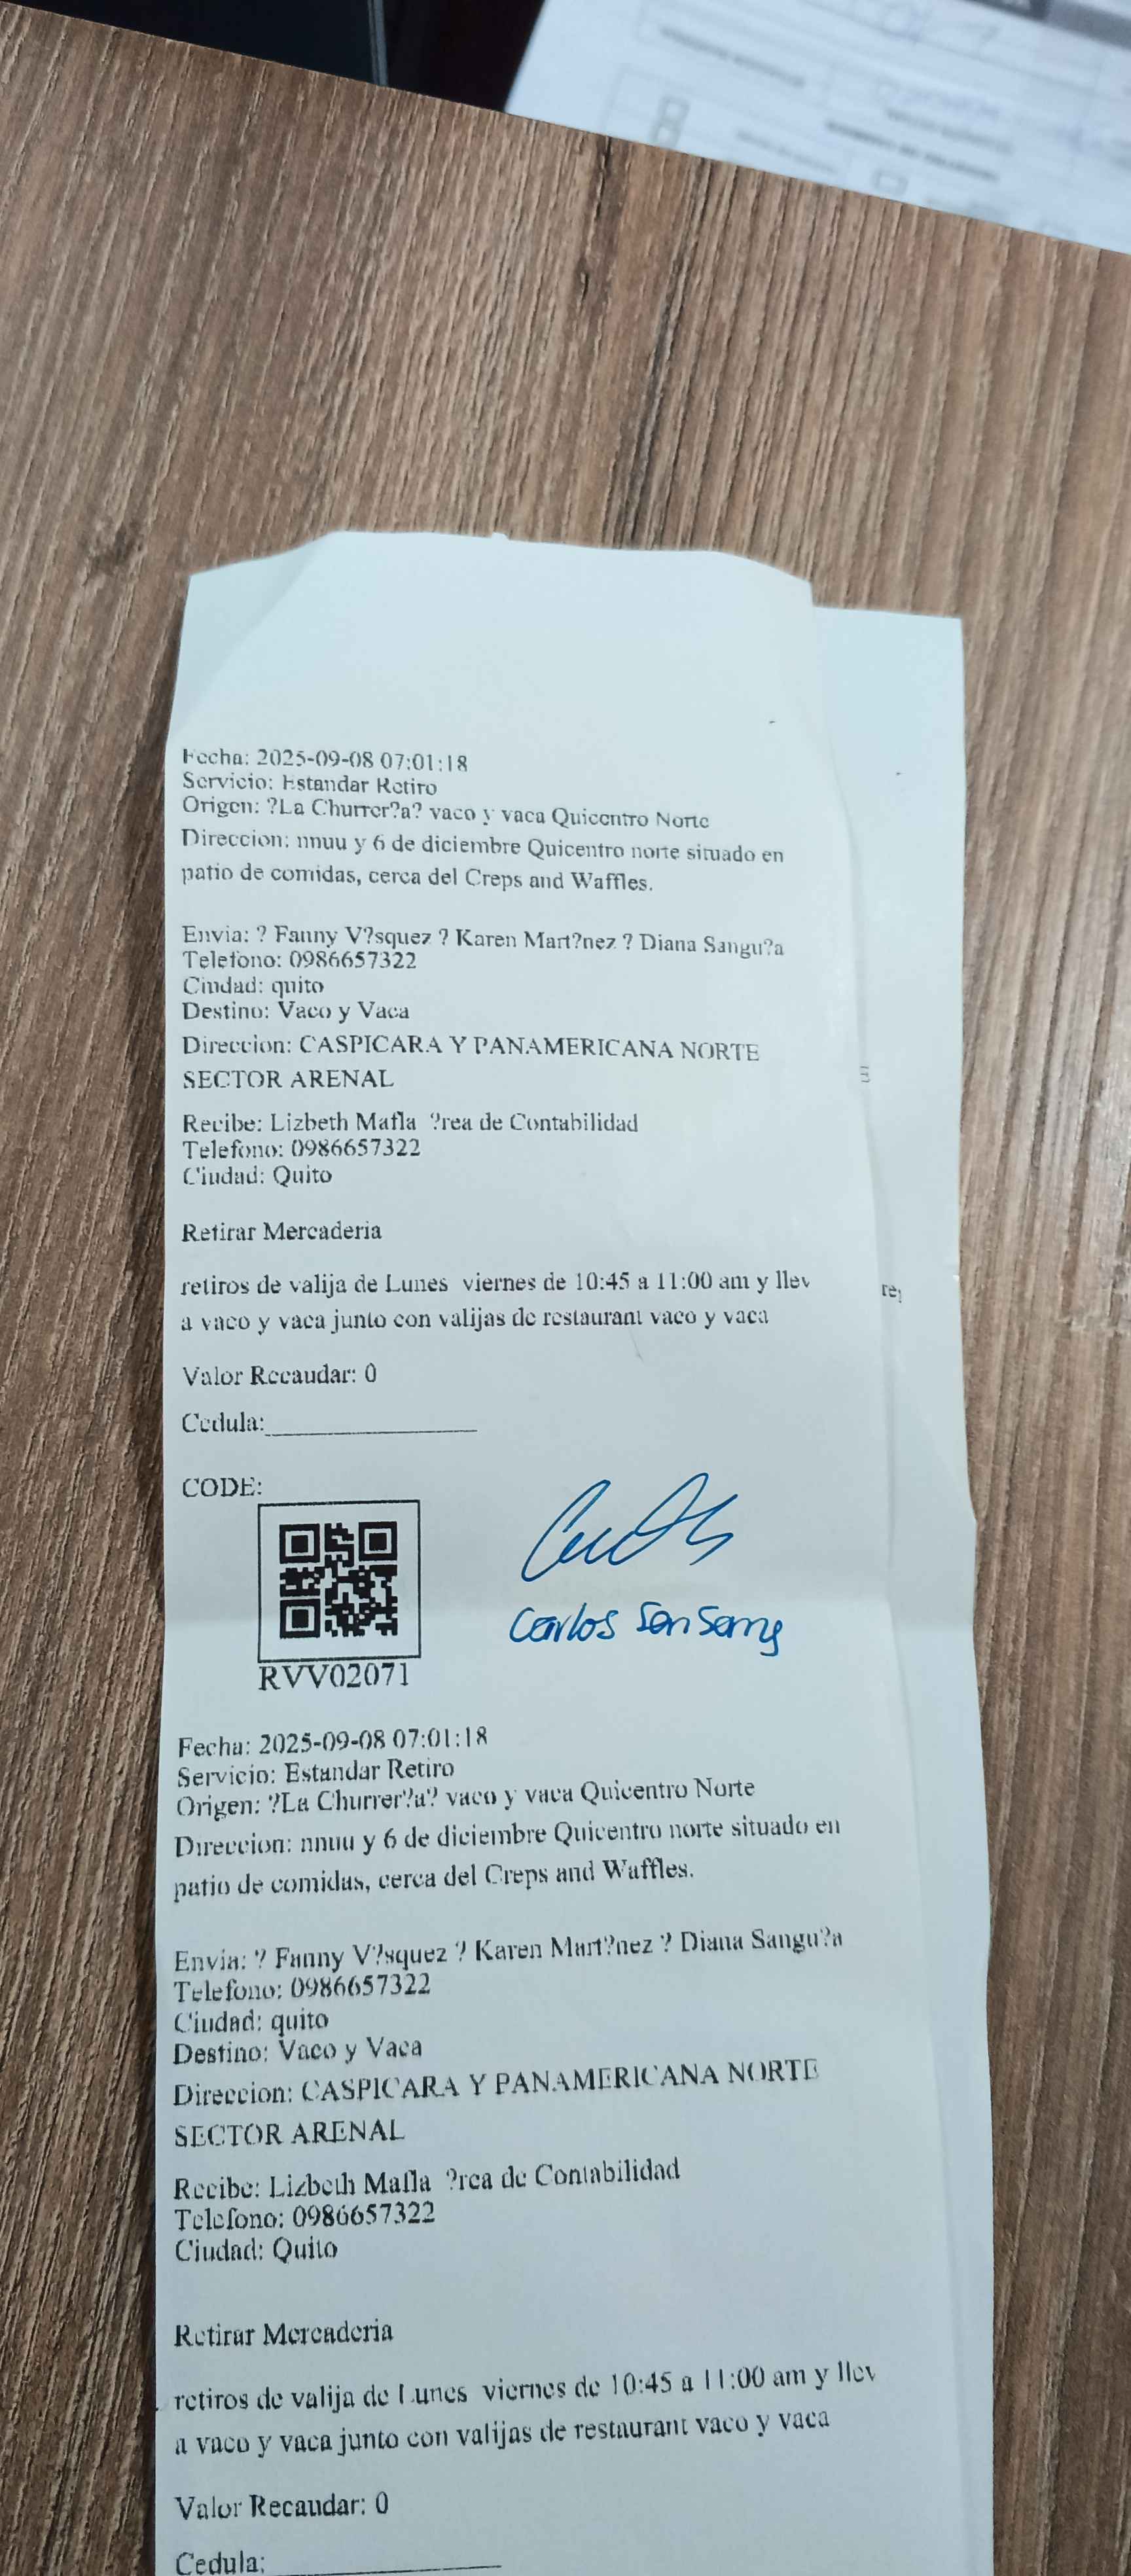 Fecha: 2025-09-08 07:01:18
Servicio: Estandar Retiro
Origen: ?La Churrer?a? vaco y vaca Quicentro Norte
Direccion: nnuu y 6 de diciembre Quicentro norte situado en
patio de comidas, cerca del Creps and Waffles.
Envia: ? Fanny V?squez ? Karen Mart?nez ? Diana Sangu?a
Telefono: 0986657322
Ciudad: quito
Destino: Vaco y Vaca
Direccion: CASPICARA Y PANAMERICANA NORTE
SECTOR ARENAL
Recibe: Lizbeth Mafla ?rea de Contabilidad
Telefono: 0986657322
Ciudad: Quito
Retirar Mercaderia
retiros de valija de Lunes viernes de 10:45 a 11:00 am y llev
a vaco y vaca junto con valijas de restaurant vaco y vaca
Valor Recaudar: 0
Cedula:
CODE:
Carlos
RVV02071
Fecha: 2025-09-08 07:01:18
Servicio: Estandar Retiro
Origen: ?La Churrer?a? vaco y vaca Quicentro Norte
Direccion: nnuu y 6 de diciembre Quicentro norte situado en
patio de comidas, cerca del Creps and Waffles.
Envia: ? Fanny V?squez ? Karen Mart?nez ? Diana Sangu?a
Telefono: 0986657322
Ciudad: quito
Destino: Vaco y Vaca
Direccion: CASPICARA Y PANAMERICANA NORTE
SECTOR ARENAL
Recibe: Lizbeth Mafla ?rea de Contabilidad
Telefono: 0986657322
Ciudad: Quito
Retirar Mercaderia
retiros de valija de Lunes viernes de 10:45 a 11:00 am y llev
a vaco y vaca junto con valijas de restaurant vaco y vaca
Valor Recaudar: 0
Cedula: